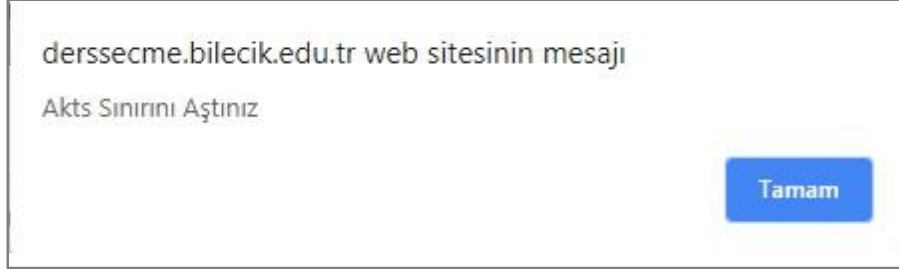 derssecme.bilecik.edu.tr web sitesinin mesajı
Akts Sınırını Aştınız
Tamam